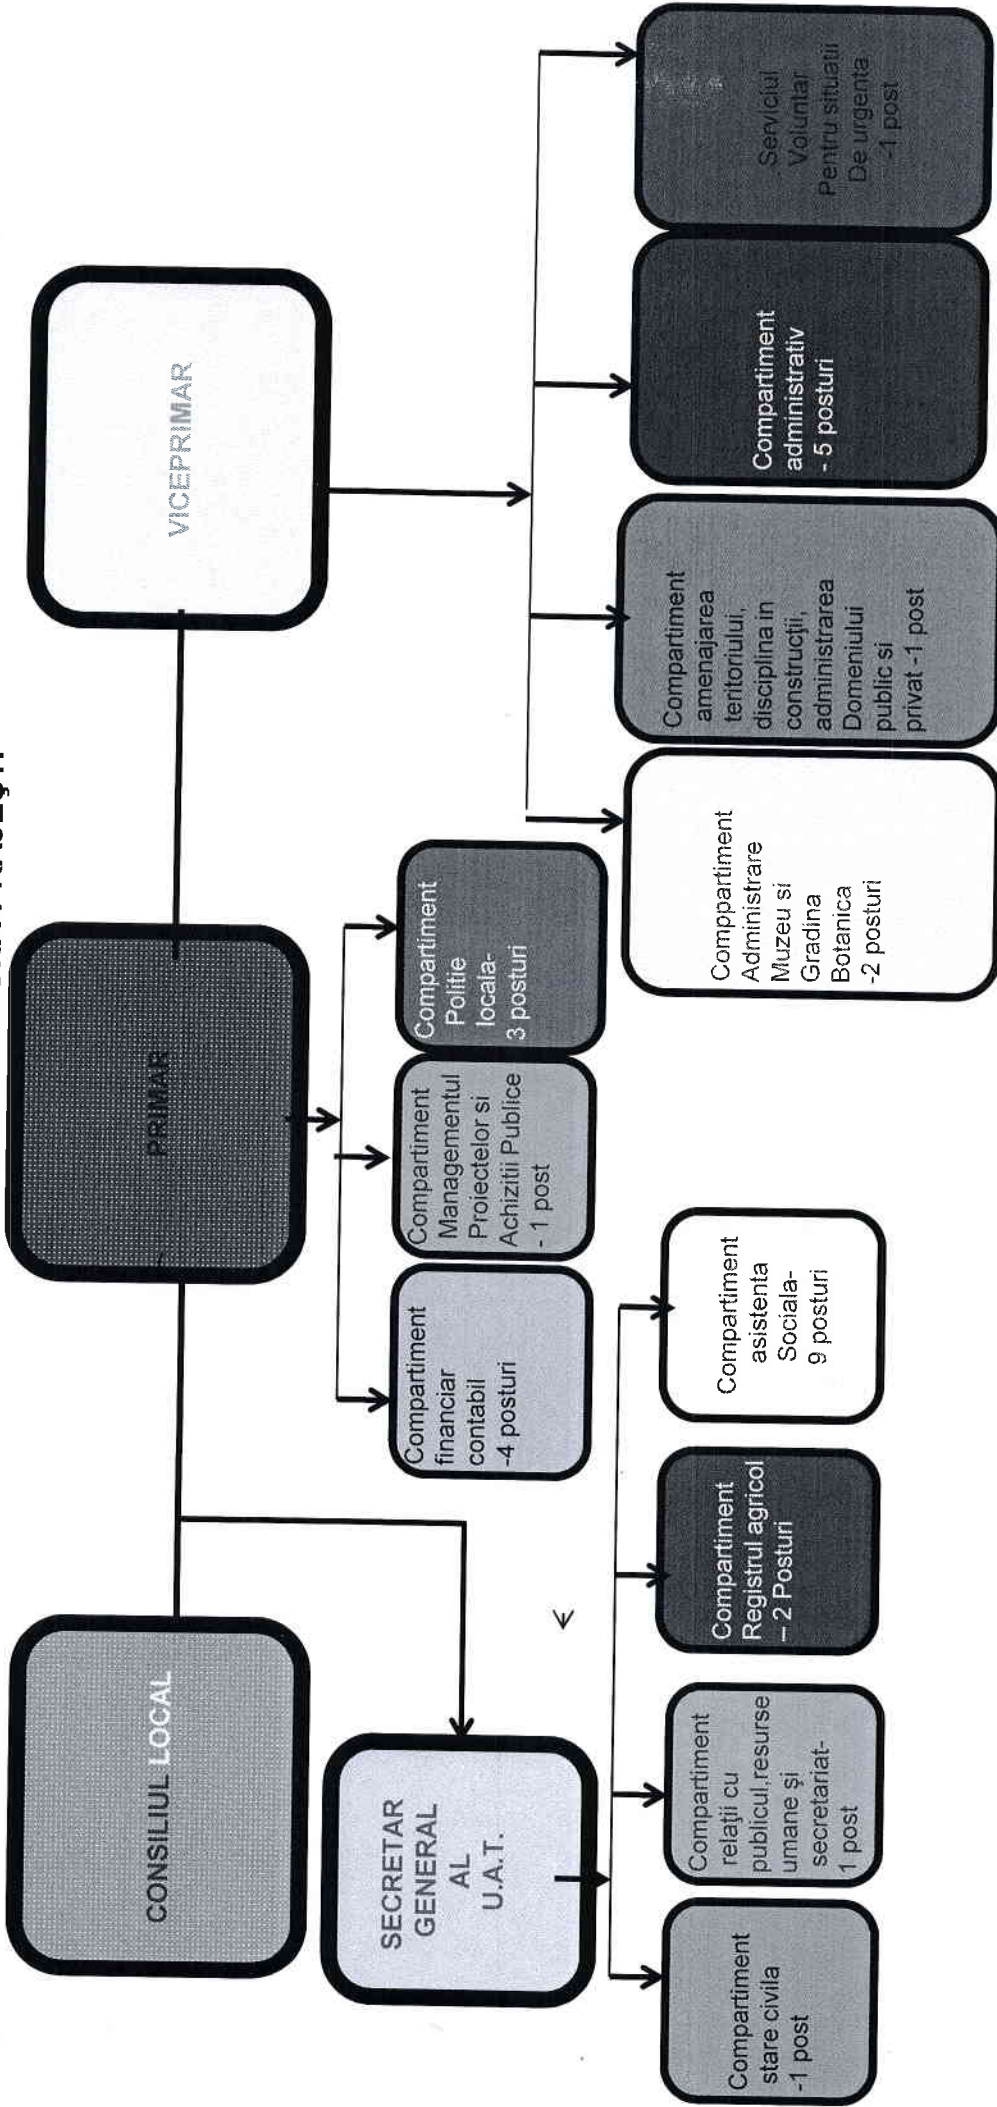 CONSILIUL LOCAL
PRIMAR
VICEPRIMAR
SECRETAR
GENERAL
AL
U.A.T.
Compartiment
financiar
contabil
-4 posturi
Compartiment
Managementul
Proiectelor si
Achizitii Publice
- 1 post
Compartiment
Politie
locala-
3 posturi
Comppartiment
Administrare
Muzeu si
Gradina
Botanica
-2 posturi
Compartiment
amenajarea
teritoriului,
disciplina in
construcţii,
administrarea
Domeniului
public si
privat -1 post
Compartiment
administrativ
- 5 posturi
Serviciul
Voluntar
Pentru situatii
De urgenta
-1 post
Compartiment
stare civila
-1 post
Compartiment
relaţii cu
publicul,resurse
umane şi
secretariat-
1 post
Compartiment
Registrul agricol
– 2 Posturi
Compartiment
asistenta
Sociala-
9 posturi